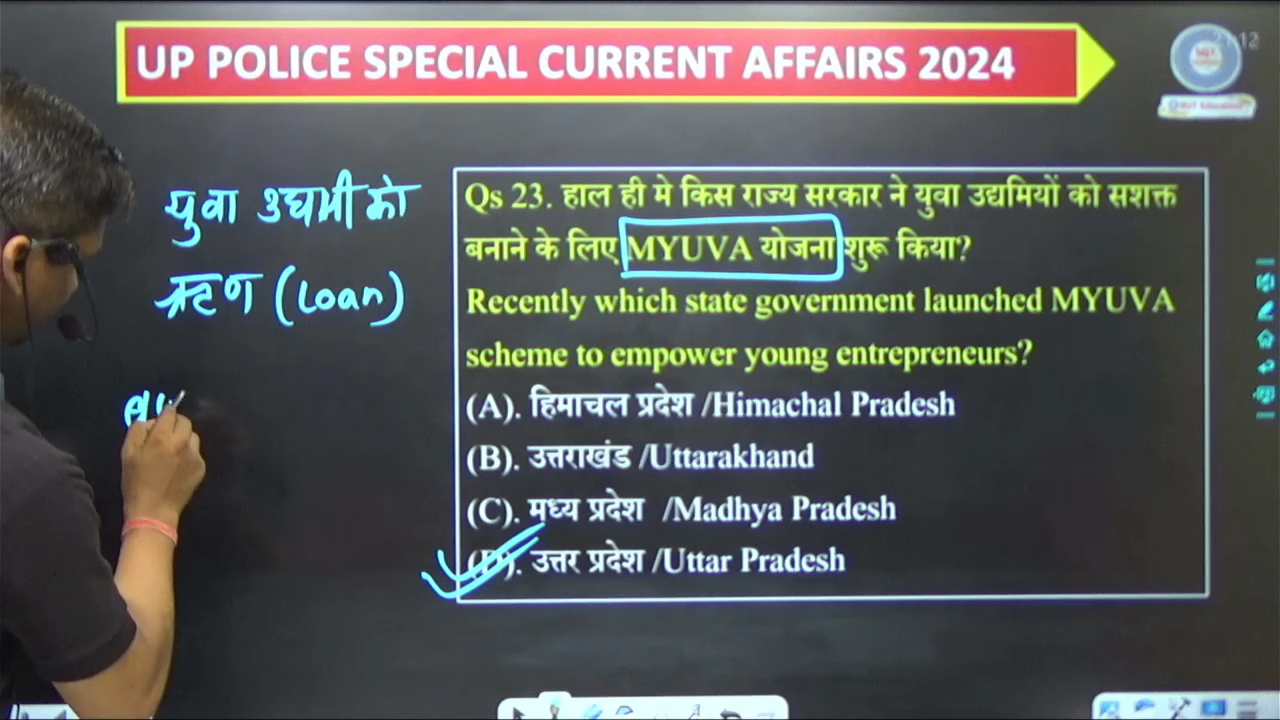 UP POLICE SPECIAL CURRENT AFFAIRS 2024
21:12
युवा उद्यमी को
ऋण (Loan)
Qs 23. हाल ही मे किस राज्य सरकार ने युवा उद्यमियों को सशक्त
बनाने के लिए MYUVA योजना शुरू किया?
Recently which state government launched MYUVA
scheme to empower young entrepreneurs?
(A). हिमाचल प्रदेश /Himachal Pradesh
(B). उत्तराखंड /Uttarakhand
(C). मध्य प्रदेश /Madhya Pradesh
(D). उत्तर प्रदेश /Uttar Pradesh